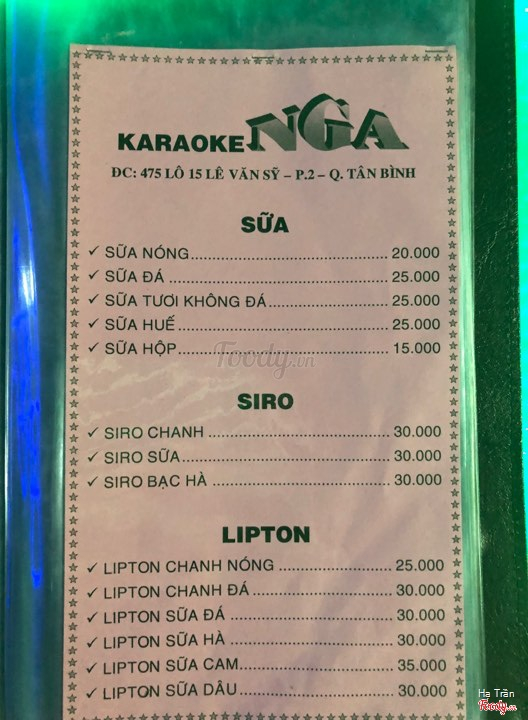 KARAOKE NGA
ĐC: 475 LÔ 15 LÊ VĂN SỸ – P.2 – Q. TÂN BÌNH
SỮA
✓ SỮA NÓNG 20.000
✓ SỮA ĐÁ 25.000
✓ SỮA TƯƠI KHÔNG ĐÁ 25.000
✓ SỮA HUẾ 25.000
✓ SỮA HỘP 15.000
Foody.vn
SIRO
✓ SIRO CHANH 30.000
✓ SIRO SỮA 30.000
✓ SIRO BẠC HÀ 30.000
LIPTON
✓ LIPTON CHANH NÓNG 25.000
✓ LIPTON CHANH ĐÁ 30.000
✓ LIPTON SỮA ĐÁ 30.000
✓ LIPTON SỮA HÀ 30.000
✓ LIPTON SỮA CAM 35.000
✓ LIPTON SỮA DÂU 30.000
Hạ Trần
Foody.vn